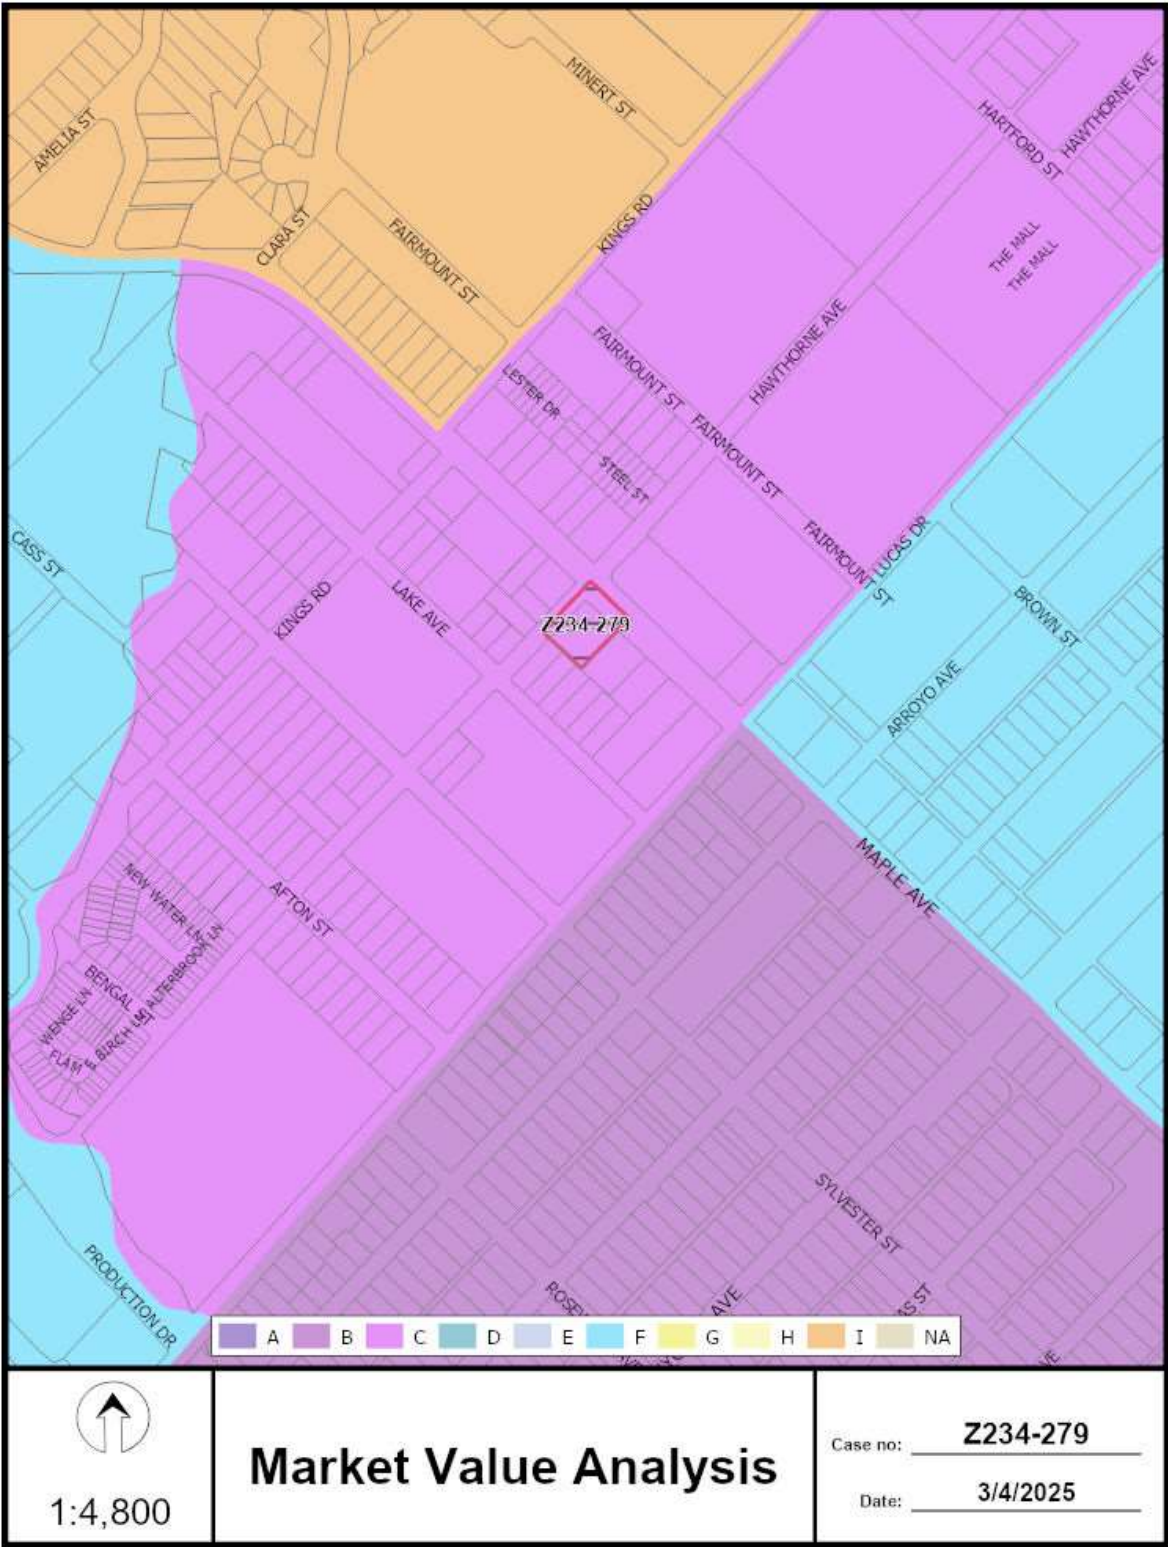 MINERT ST
HAWTHORNE AVE
AMELIA ST
HARTFORD ST
CLARA ST
FAIRMOUNT ST
KINGS RD
THE MALL
THE MALL
HAWTHORNE AVE
FAIRMOUNT ST
LESTER DR
FAIRMOUNT ST
STEEL ST
FAIRMOUNT ST
LUCAS DR
CASS ST
KINGS RD
LAKE AVE
Z234-279
BROWN ST
ARROYO AVE
MAPLE AVE
NEW WATER LN
AFTON ST
ALTERBROOK LN
BENGAL ST
WENGE LN
BIRCH LN
FLAM
SYLVESTER ST
PRODUCTION DR
AVE
ST
A B C D E F G H I NA
1:4,800
Market Value Analysis
Case no: Z234-279
Date: 3/4/2025